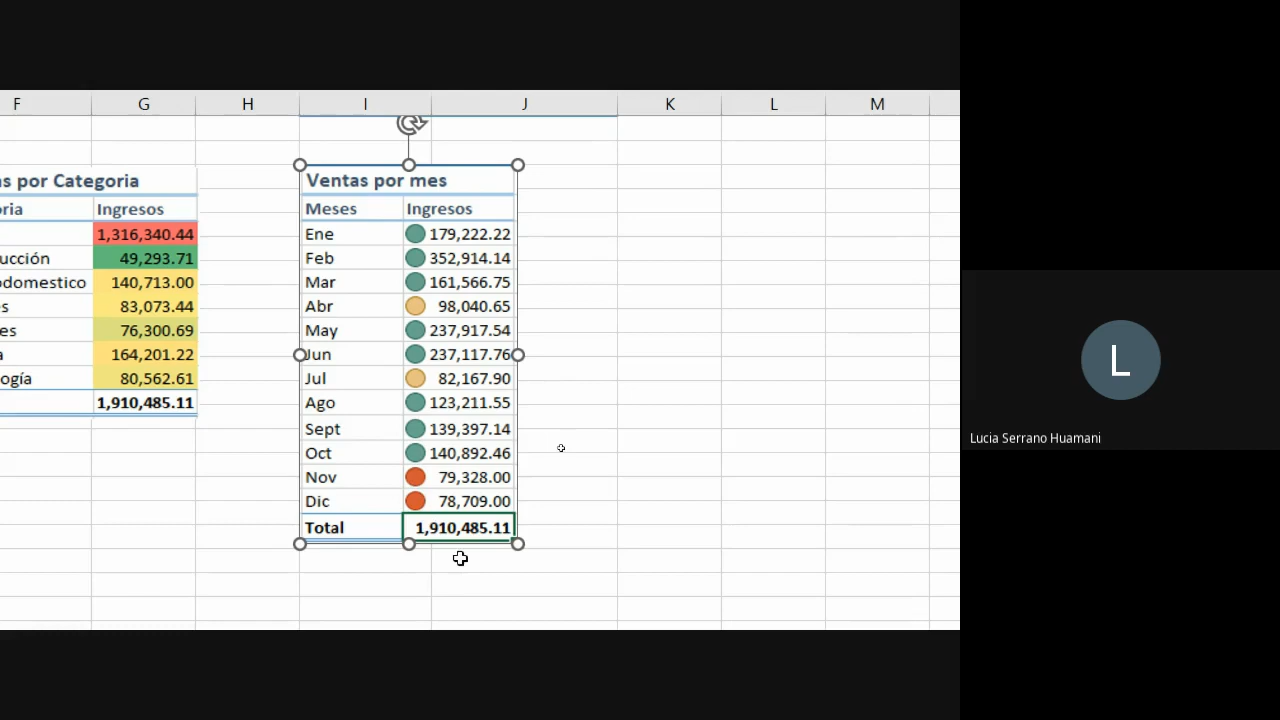 F G H I J K L M
s por Categoria
oria Ingresos
1,316,340.44
ucción 49,293.71
odomestico 140,713.00
s 83,073.44
es 76,300.69
a 164,201.22
ogía 80,562.61
1,910,485.11
Ventas por mes
Meses Ingresos
Ene 179,222.22
Feb 352,914.14
Mar 161,566.75
Abr 98,040.65
May 237,917.54
Jun 237,117.76
Jul 82,167.90
Ago 123,211.55
Sept 139,397.14
Oct 140,892.46
Nov 79,328.00
Dic 78,709.00
Total 1,910,485.11
L
Lucia Serrano Huamani